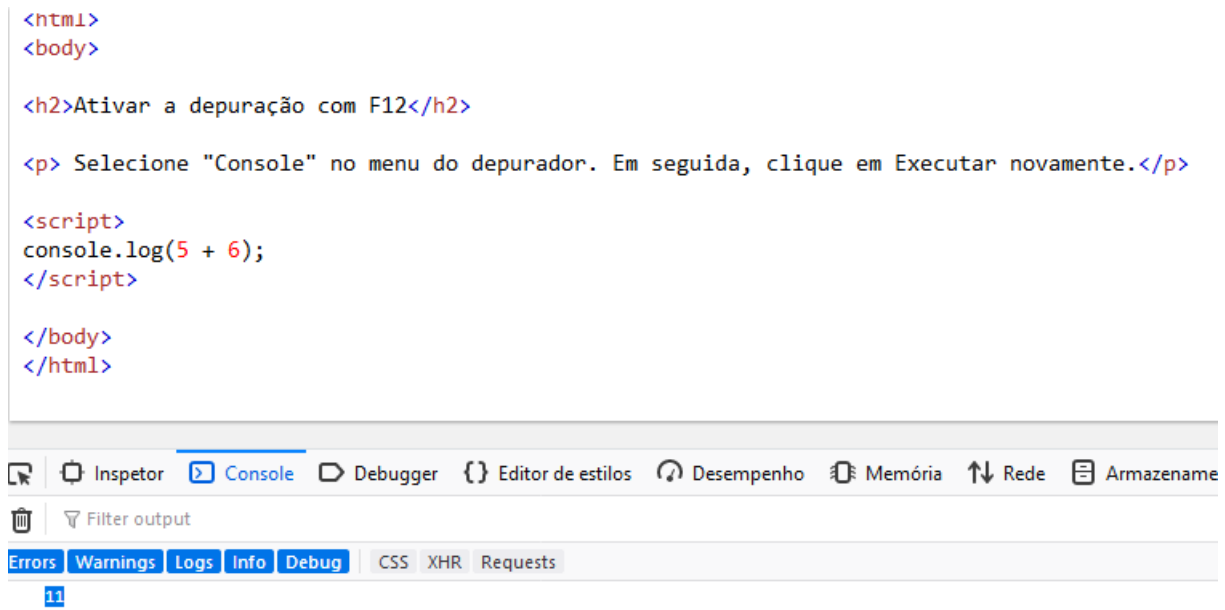 <html>
<body>
<h2>Ativar a depuração com F12</h2>
<p> Selecione "Console" no menu do depurador. Em seguida, clique em Executar novamente.</p>
<script>
console.log(5 + 6);
</script>
</body>
</html>
Inspetor Console Debugger {} Editor de estilos Desempenho Memória Rede Armazename
Filter output
Errors Warnings Logs Info Debug CSS XHR Requests
11